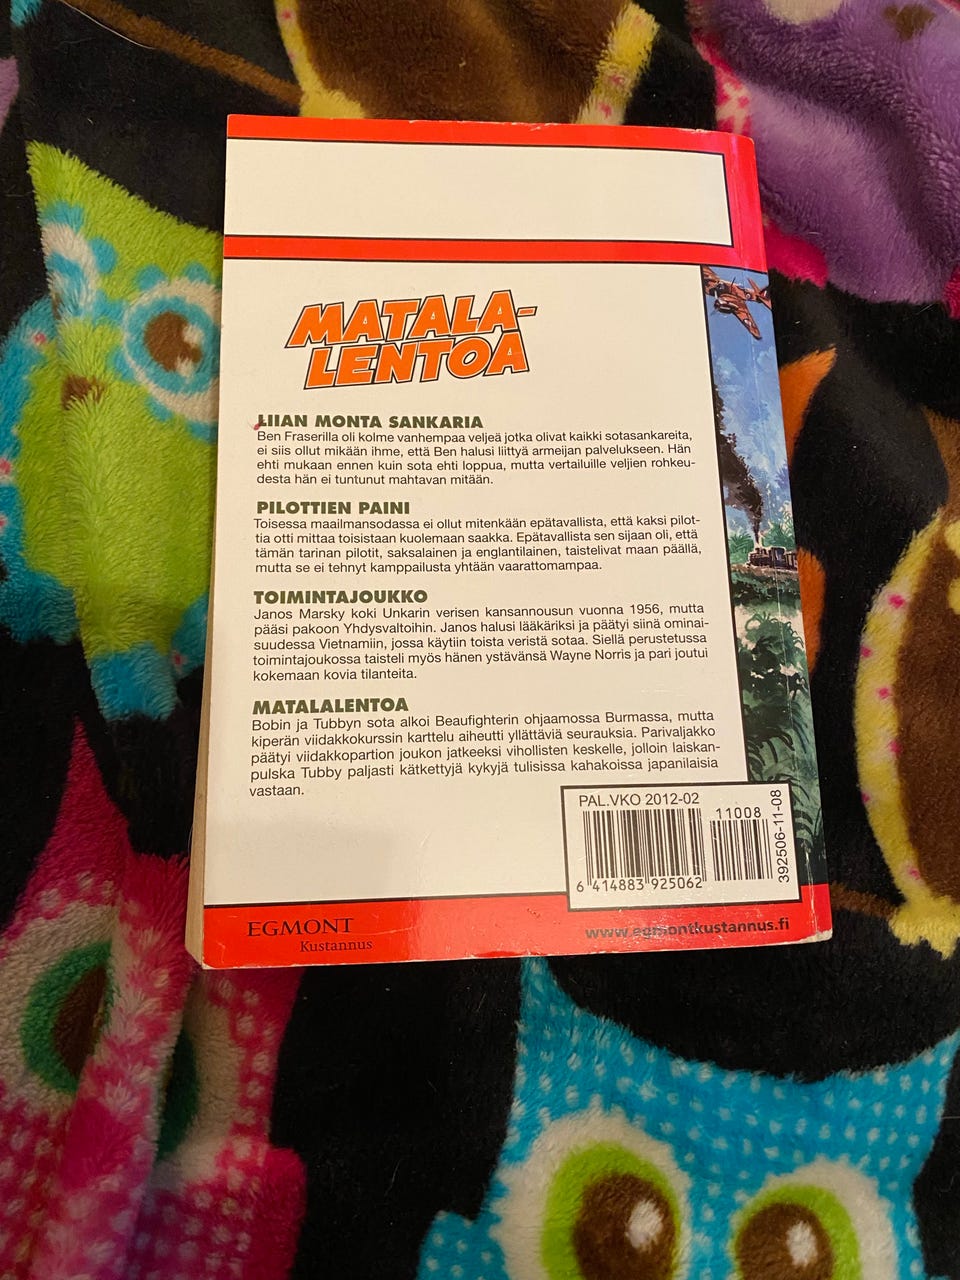 MATALA-
LENTOA
LIIAN MONTA SANKARIA
Ben Fraserilla oli kolme vanhempaa veljeä jotka olivat kaikki sotasankareita,
ei siis ollut mikään ihme, että Ben halusi liittyä armeijan palvelukseen. Hän
ehti mukaan ennen kuin sota ehti loppua, mutta vertailuille veljien rohkeu-
desta hän ei tuntunut mahtavan mitään.
PILOTTIEN PAINI
Toisessa maailmansodassa ei ollut mitenkään epätavallista, että kaksi pilot-
tia otti mittaa toisistaan kuolemaan saakka. Epätavallista sen sijaan oli, että
tämän tarinan pilotit, saksalainen ja englantilainen, taistelivat maan päällä,
mutta se ei tehnyt kamppailusta yhtään vaarattomampaa.
TOIMINTAJOUKKO
Janos Marsky koki Unkarin verisen kansannousun vuonna 1956, mutta
pääsi pakoon Yhdysvaltoihin. Janos halusi lääkäriksi ja päätyi siinä ominai-
suudessa Vietnamiin, jossa käytiin toista veristä sotaa. Siellä perustetussa
toimintajoukossa taisteli myös hänen ystävänsä Wayne Norris ja pari joutui
kokemaan kovia tilanteita.
MATALALENTOA
Bobin ja Tubbyn sota alkoi Beaufighterin ohjaamossa Burmassa, mutta
kiperän viidakkokurssin karttelu aiheutti yllättäviä seurauksia. Parivaljakko
päätyi viidakkopartion joukon jatkeeksi vihollisten keskelle, jolloin laiskan-
pulska Tubby paljasti kätkettyjä kykyjä tulisissa kahakoissa japanilaisia
vastaan.
PAL.VKO 2012-02
11008
6 414883 925062
392506-11-08
EGMONT
Kustannus
www.egmontkustannus.fi